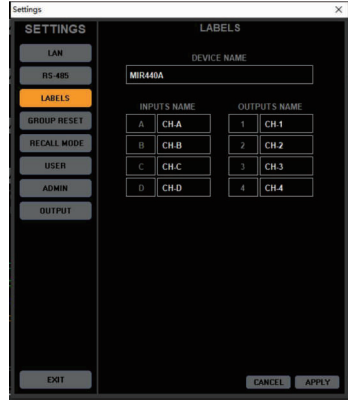 Settings
SETTINGS
LAN
RS-485
LABELS
GROUP RESET
RECALL MODE
USER
ADMIN
OUTPUT
EXIT
LABELS
DEVICE NAME
MIR440A
INPUTS NAME OUTPUTS NAME
A CH-A 1 CH-1
B CH-B 2 CH-2
C CH-C 3 CH-3
D CH-D 4 CH-4
CANCEL APPLY